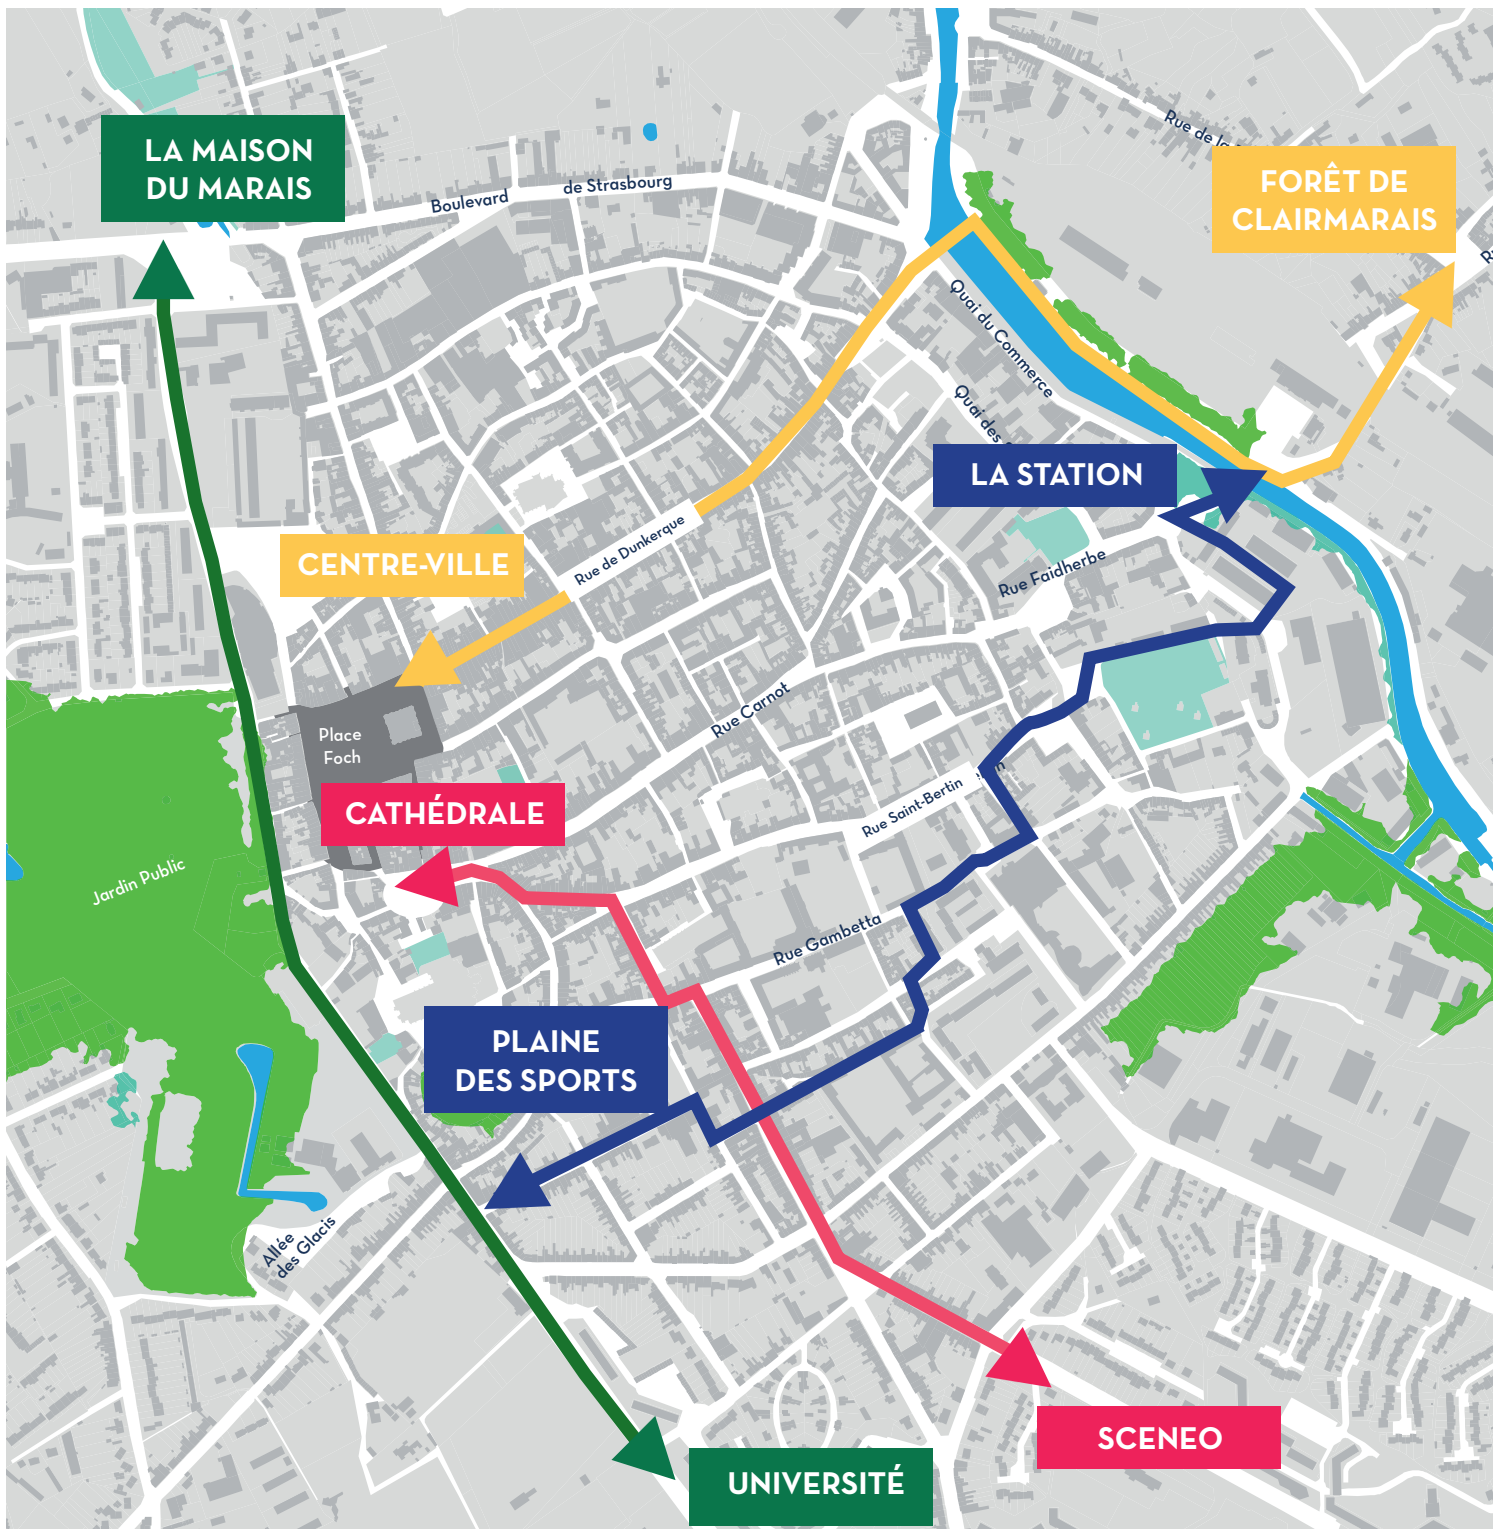 Rue de la
LA MAISON
DU MARAIS
FORÊT DE
CLAIRMARAIS
Boulevard
de Strasbourg
Quai du Commerce
Quai des
LA STATION
Rue de Dunkerque
CENTRE-VILLE
Rue Faidherbe
Rue Carnot
Place
Foch
Rue Saint-Bertin
CATHÉDRALE
Jardin Public
Rue Gambetta
PLAINE
DES SPORTS
Allée
des Glacis
SCENEO
UNIVERSITÉ